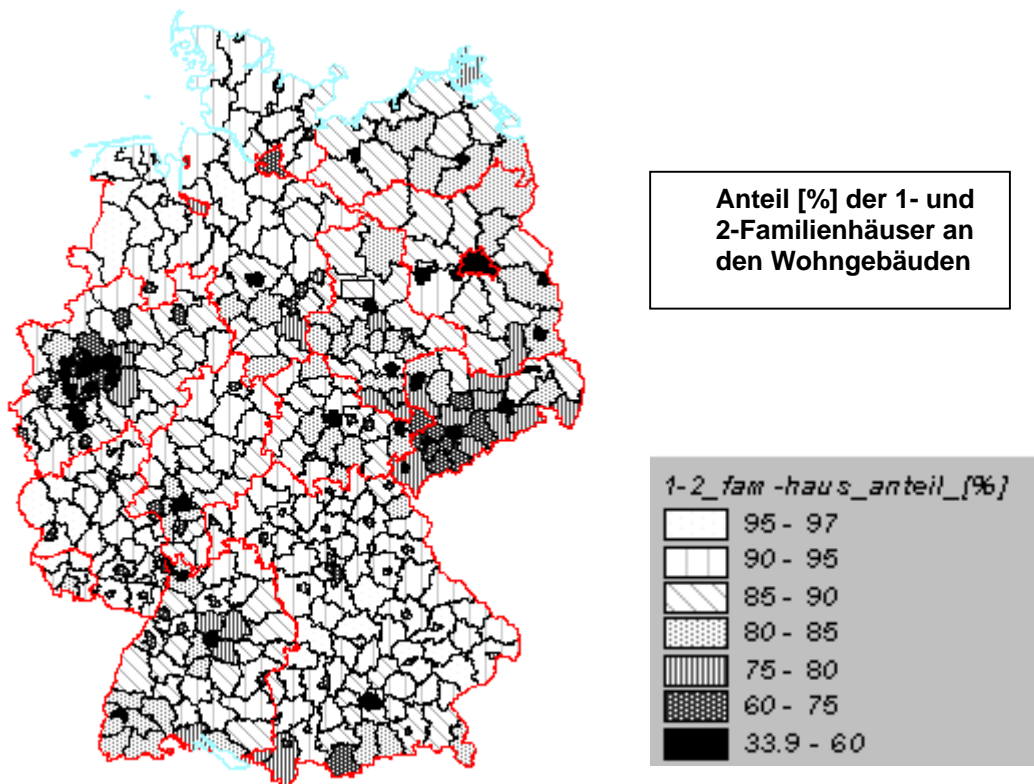 Anteil [%] der 1- und
2-Familienhäuser an
den Wohngebäuden
1-2_fam-haus_anteil_[%]
95 - 97
90 - 95
85 - 90
80 - 85
75 - 80
60 - 75
33.9 - 60